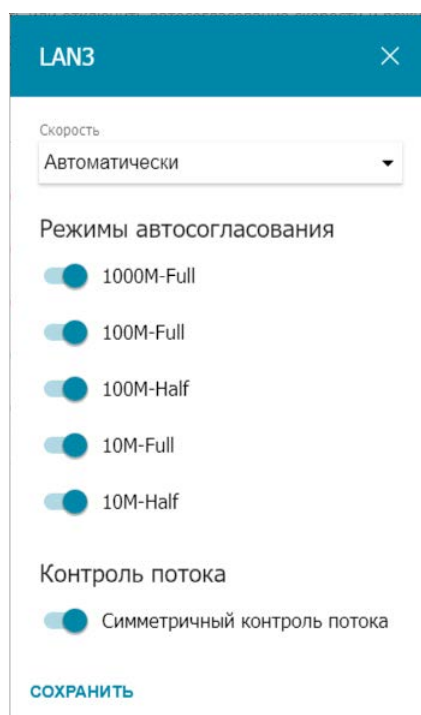 LAN3
Скорость
Автоматически
Режимы автосогласования
1000M-Full
100M-Full
100M-Half
10M-Full
10M-Half
Контроль потока
Симметричный контроль потока
СОХРАНИТЬ